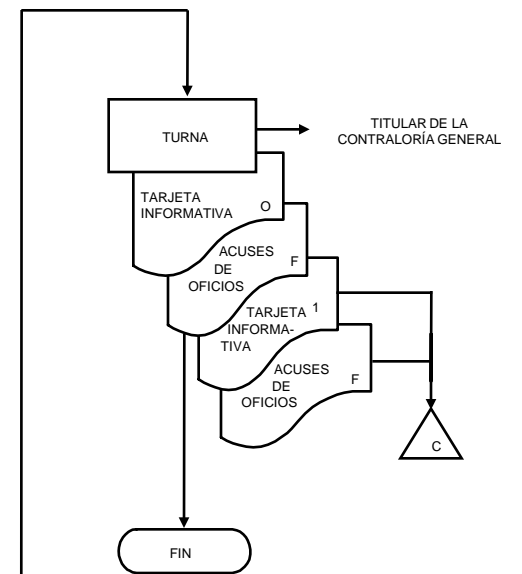 TURNA
TITULAR DE LA
CONTRALORÍA GENERAL
TARJETA
INFORMATIVA
O
ACUSES
DE
OFICIOS
F
TARJETA
INFORMA-
TIVA
1
ACUSES
DE
OFICIOS
F
C
FIN